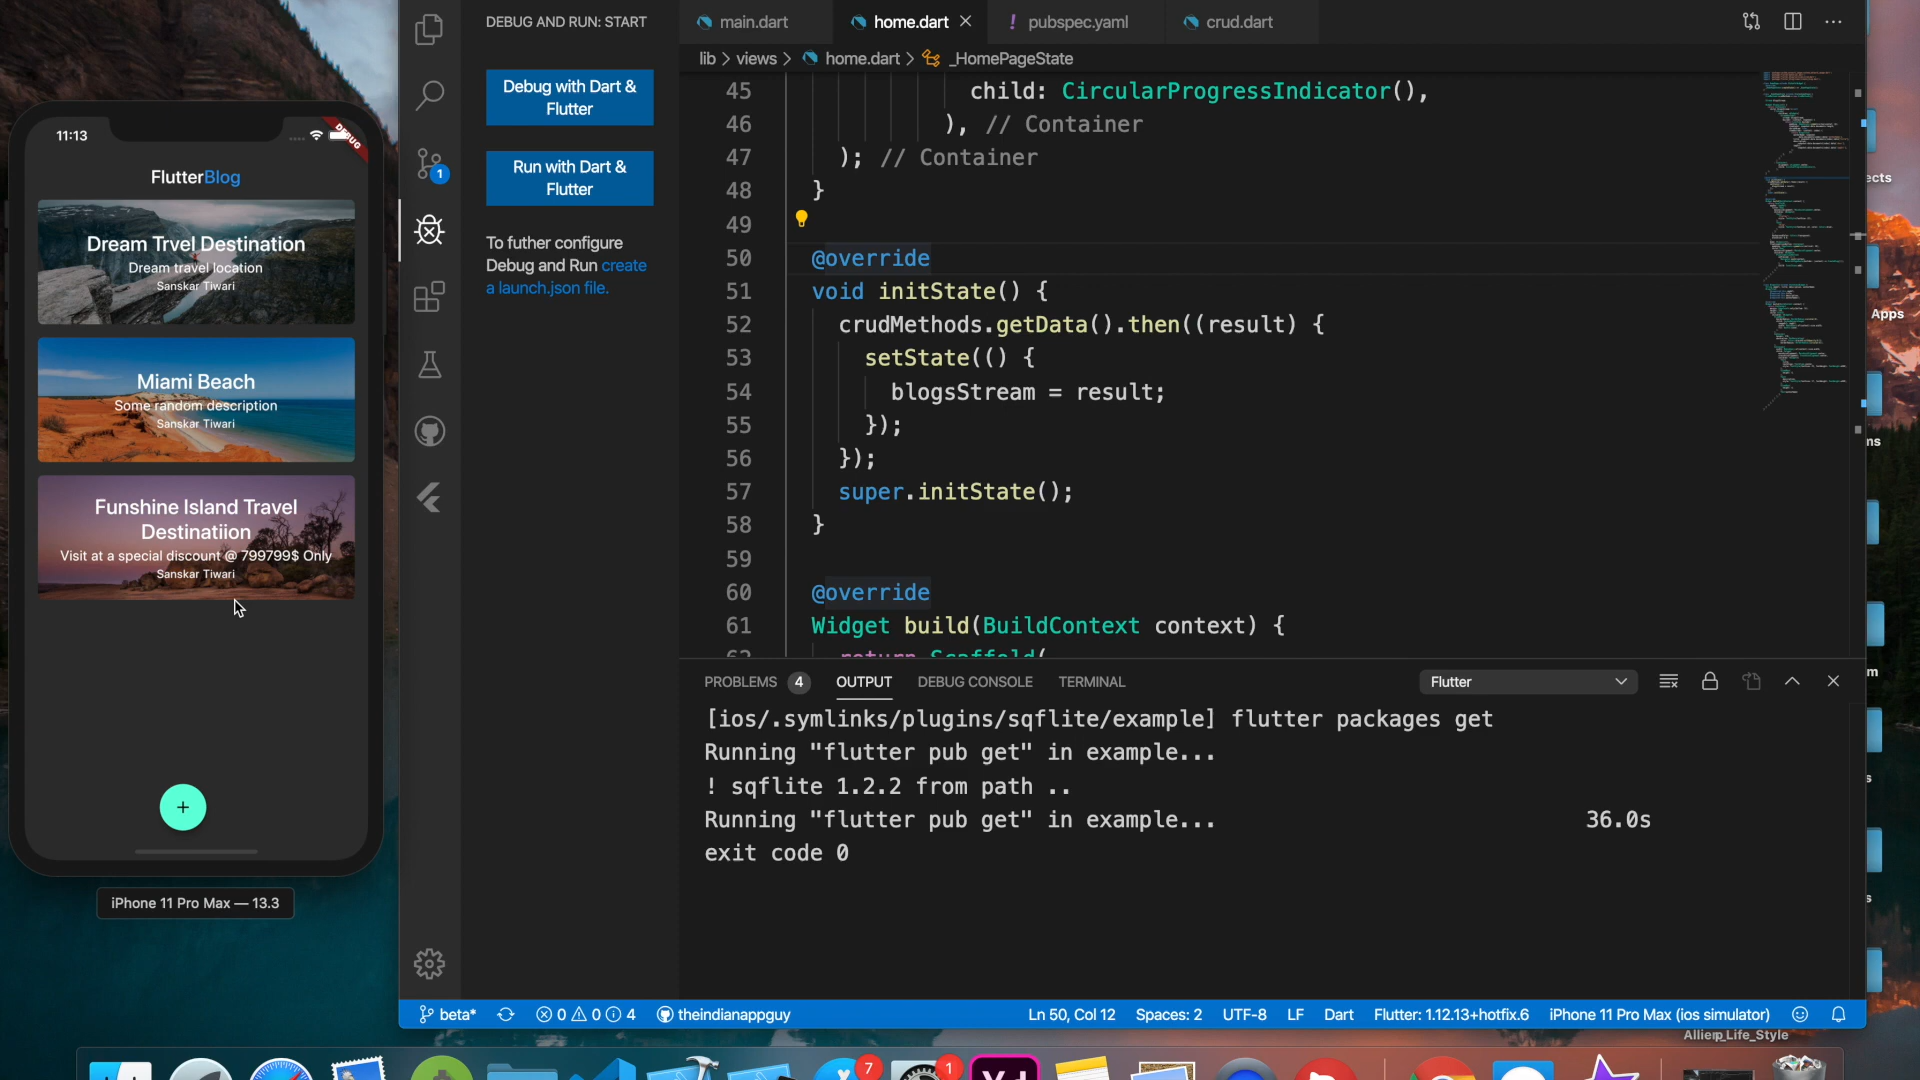 11:13
DEBUG
FlutterBlog
Dream Trvel Destination
Dream travel location
Sanskar Tiwari
Miami Beach
Some random description
Sanskar Tiwari
Funshine Island Travel
Destinatiion
Visit at a special discount @ 799799$ Only
Sanskar Tiwari
+
iPhone 11 Pro Max — 13.3
1
DEBUG AND RUN: START
Debug with Dart &
Flutter
Run with Dart &
Flutter
To futher configure
Debug and Run create
a launch.json file.
main.dart
home.dart
! pubspec.yaml
crud.dart
lib > views > home.dart > _HomePageState
45 child: CircularProgressIndicator(),
46 ), // Container
47 ); // Container
48 }
49
50 @override
51 void initState() {
52 crudMethods.getData().then((result) {
53 setState(() {
54 blogsStream = result;
55 });
56 });
57 super.initState();
58 }
59
60 @override
61 Widget build(BuildContext context) {
62 return Scaffold(
PROBLEMS 4 OUTPUT DEBUG CONSOLE TERMINAL
Flutter
[ios/.symlinks/plugins/sqflite/example] flutter packages get
Running "flutter pub get" in example...
! sqflite 1.2.2 from path ..
Running "flutter pub get" in example... 36.0s
exit code 0
beta* 0 0 4 theindianappguy
Ln 50, Col 12 Spaces: 2 UTF-8 LF Dart Flutter: 1.12.13+hotfix.6 iPhone 11 Pro Max (ios simulator)
ects
Apps
ns
m
s
s
7
1
Xd